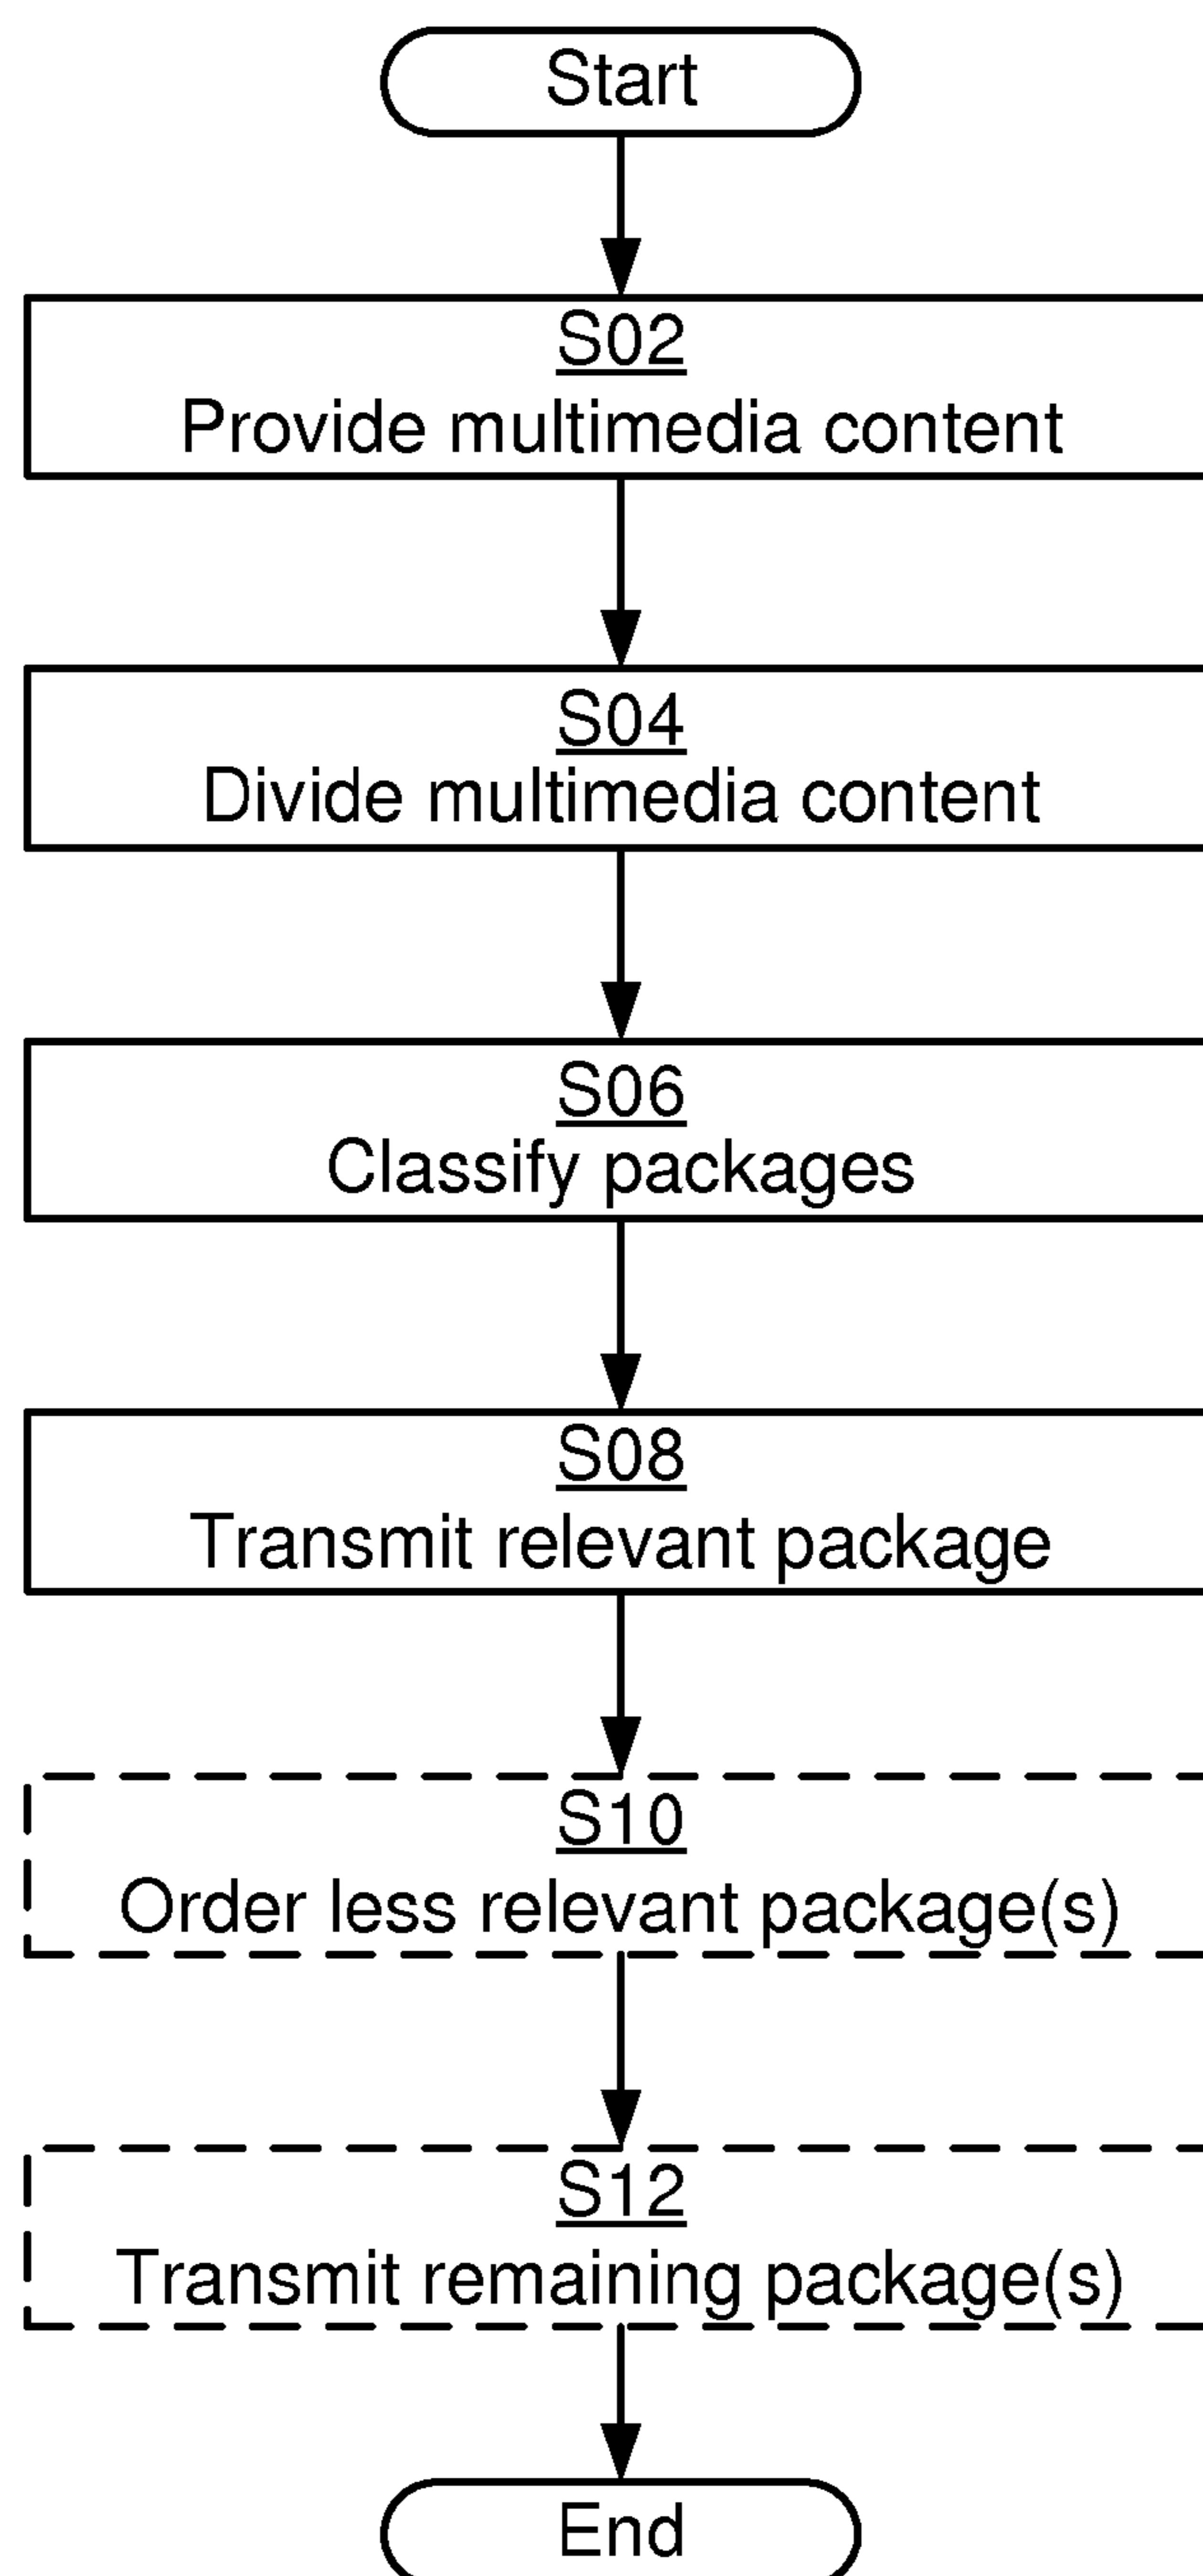 Start
S02
Provide multimedia content
S04
Divide multimedia content
S06
Classify packages
S08
Transmit relevant package
S10
Order less relevant package(s)
S12
Transmit remaining package(s)
End